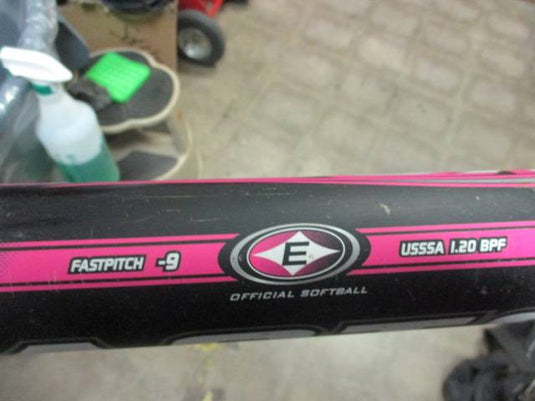 FASTPITCH -9
E
OFFICIAL SOFTBALL
USSSA 1.20 BPF